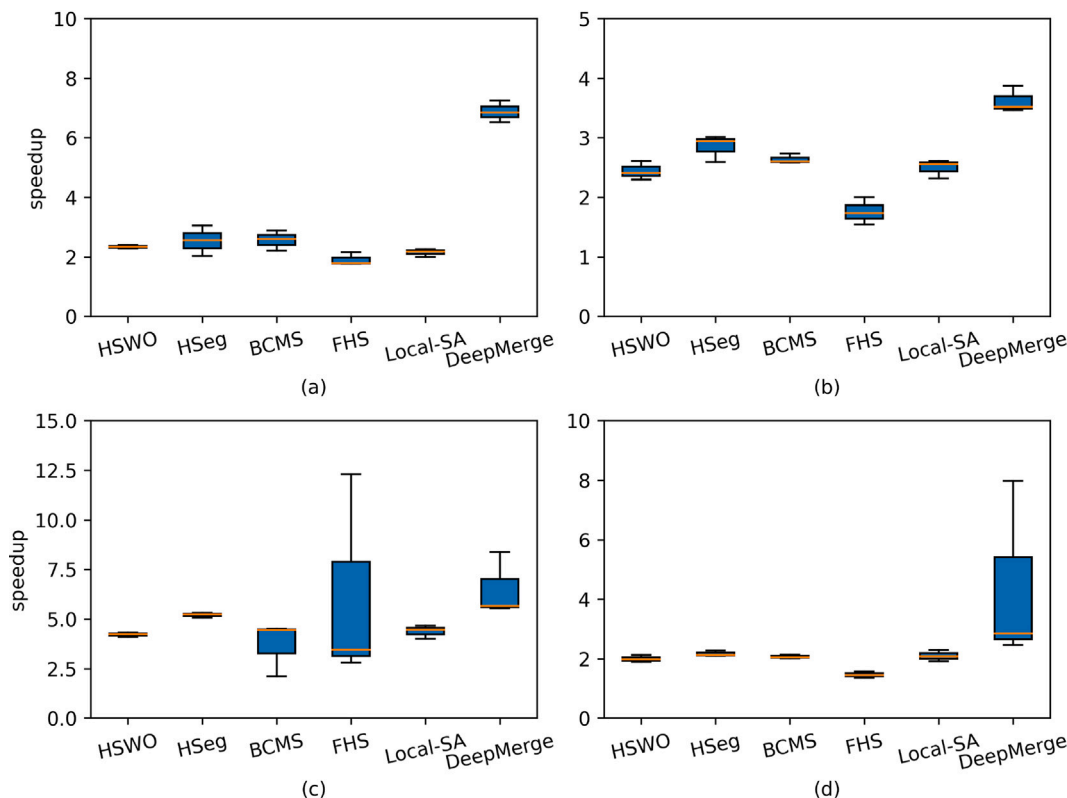 10
8
6
4
2
0
speedup
HSWO
HSeg
BCMS
FHS
Local-SA
DeepMerge
(a)
5
4
3
2
1
0
HSWO
HSeg
BCMS
FHS
Local-SA
DeepMerge
(b)
15.0
12.5
10.0
7.5
5.0
2.5
0.0
speedup
HSWO
HSeg
BCMS
FHS
Local-SA
DeepMerge
(c)
10
8
6
4
2
0
HSWO
HSeg
BCMS
FHS
Local-SA
DeepMerge
(d)